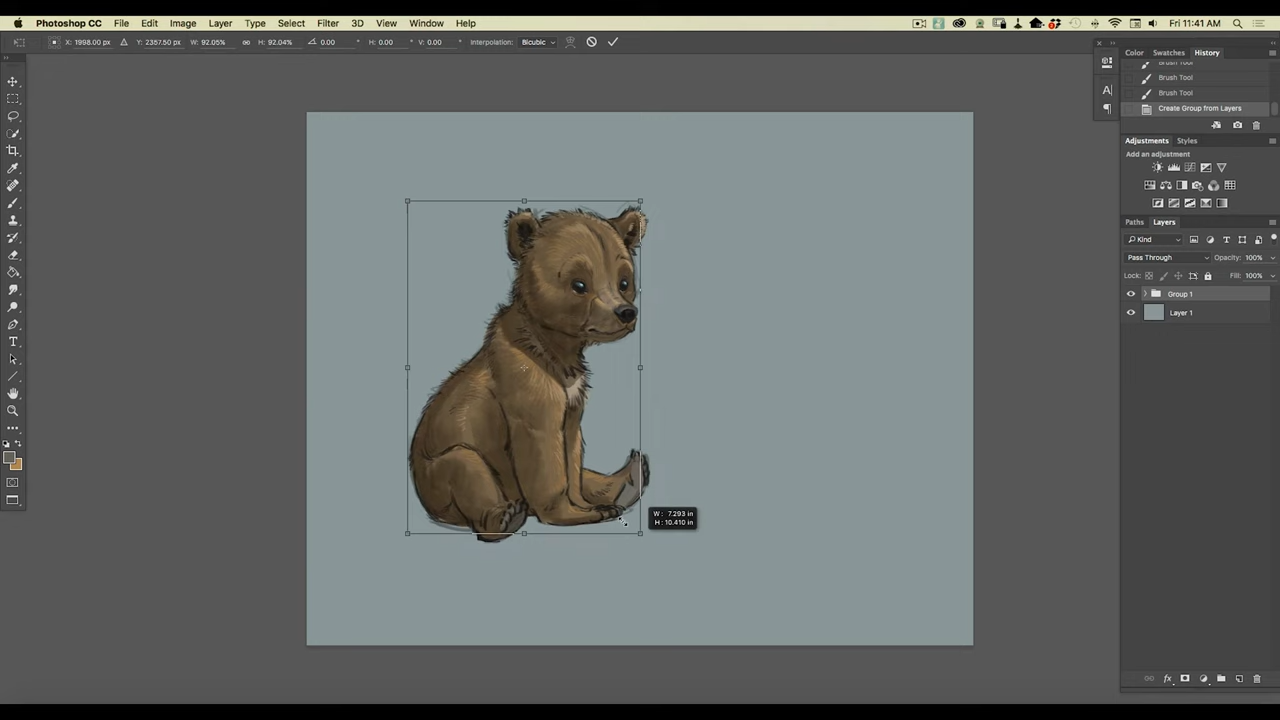 Photoshop CC File Edit Image Layer Type Select Filter 3D View Window Help Fri 11:41 AM
X: 1998.00 px Y: 2357.50 px W: 92.05% H: 92.04% 0.00 ° H: 0.00 ° V: 0.00 ° Interpolation: Bicubic
Color Swatches History
Brush Tool
Brush Tool
Brush Tool
Create Group from Layers
Adjustments Styles
Add an adjustment
Paths Layers
Kind
Pass Through Opacity: 100%
Lock: Fill: 100%
Group 1
Layer 1
W: 7.293 in
H: 10.410 in